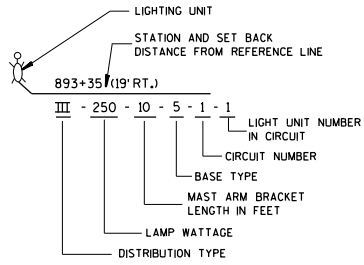 LIGHTING UNIT
STATION AND SET BACK
DISTANCE FROM REFERENCE LINE
893+35 (19' RT.)
III - 250 - 10 - 5 - 1 - 1
LIGHT UNIT NUMBER
IN CIRCUIT
CIRCUIT NUMBER
BASE TYPE
MAST ARM BRACKET
LENGTH IN FEET
LAMP WATTAGE
DISTRIBUTION TYPE